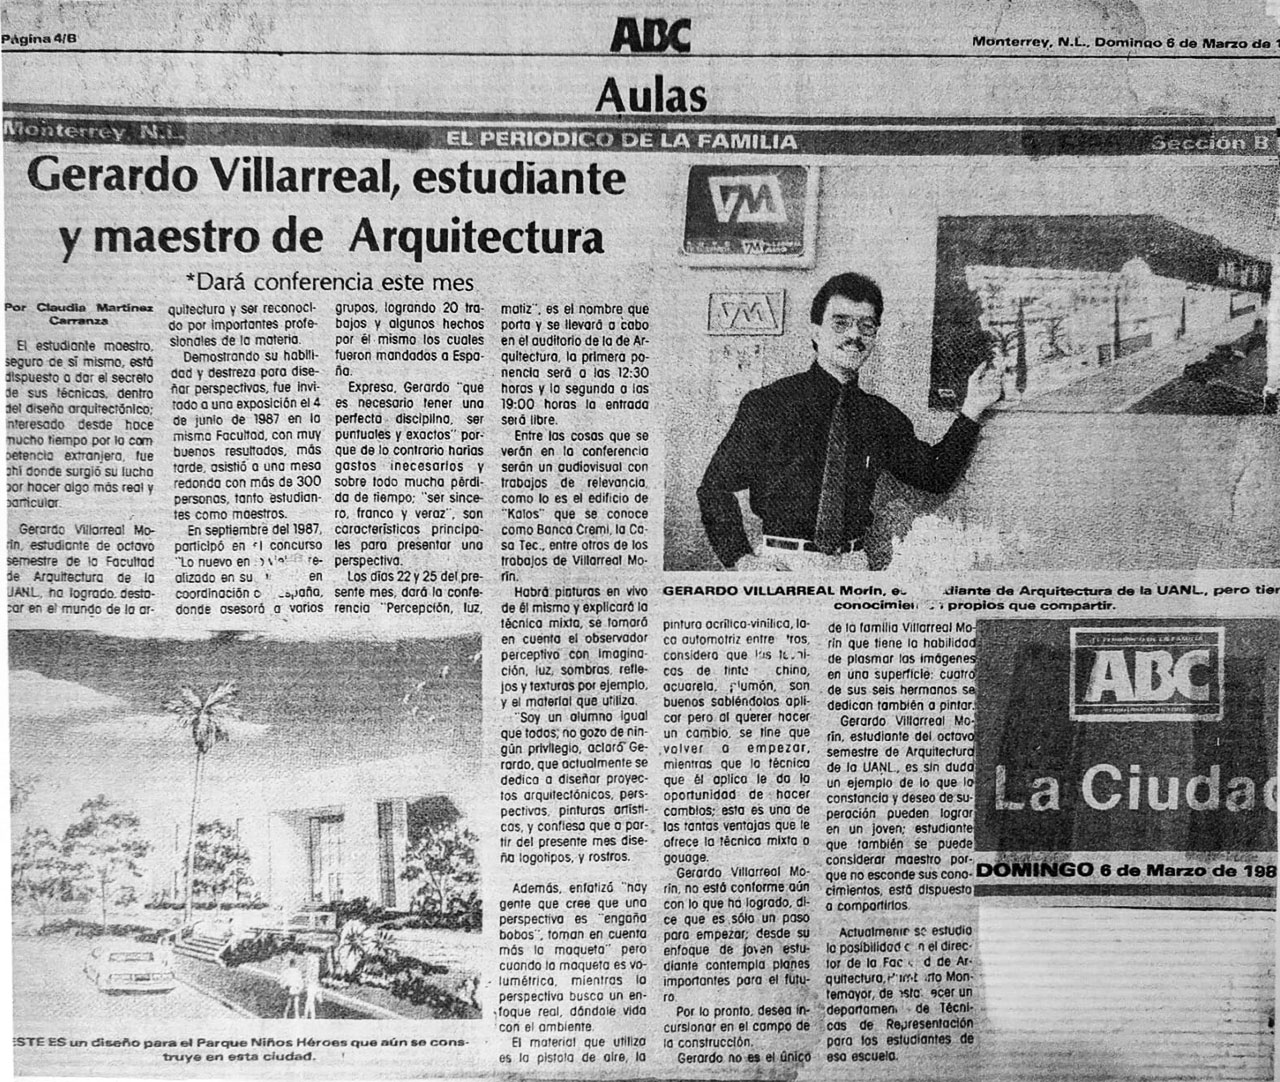 Página 4/B
ABC
Monterrey, N.L., Domingo 6 de Marzo de 1
Aulas
Monterrey, N.L.
EL PERIODICO DE LA FAMILIA
Sección B
Gerardo Villarreal, estudiante
y maestro de Arquitectura
*Dará conferencia este mes
Por Claudia Martínez
Carranza
El estudiante maestro,
seguro de sí mismo, está
dispuesto a dar el secreto
de sus técnicas, dentro
del diseño arquitectónico;
interesado desde hace
mucho tiempo por la com
petencia extranjera, fue
ahí donde surgió su lucha
por hacer algo más real y
particular.
Gerardo Villarreal Mo-
rín, estudiante de octavo
semestre de la Facultad
de Arquitectura de la
UANL, ha logrado desta-
car en el mundo de la ar-
quitectura y ser reconoci-
do por importantes profe-
sionales de la materia.
Demostrando su habili-
dad y destreza para dise-
ñar perspectivas, fue invi-
tado a una exposición el 4
de junio de 1987 en la
misma Facultad, con muy
buenos resultados, más
tarde, asistió a una mesa
redonda con más de 300
personas, tanto estudian-
tes como maestros.
En septiembre del 1987,
participó en el concurso
"Lo nuevo en re-
alizado en su en
coordinación España,
donde asesoró a varios
grupos, logrando 20 tra-
bajos y algunos hechos
por él mismo los cuales
fueron mandados a Espa-
ña.
Expresa, Gerardo "que
es necesario tener una
perfecta disciplina, ser
puntuales y exactos" por-
que de lo contrario harías
gastos inecesarios y
sobre todo mucha pérdi-
da de tiempo; "ser since-
ro, franco y veraz", son
características principa-
les para presentar una
perspectiva.
Los días 22 y 25 del pre-
sente mes, dará la confe-
rencia "Percepción, luz,
matiz", es el nombre que
porta y se llevará a cabo
en el auditorio de la de Ar-
quitectura, la primera po-
nencia será a las 12:30
horas y la segunda a las
19:00 horas la entrada
será libre.
Entre las cosas que se
verán en la conferencia
serán un audiovisual con
trabajos de relevancia,
como lo es el edificio de
"Kalos" que se conoce
como Banca Cremi, la Ca-
sa Tec., entre otros de los
trabajos de Villarreal Mo-
rín.
Habrá pinturas en vivo
de él mismo y explicará la
técnica mixta, se tomará
en cuenta el observador
perceptivo con imagina-
ción, luz, sombras, refle-
jos y texturas por ejemplo,
y el material que utiliza.
"Soy un alumno igual
que todos; no gozo de nin-
gún privilegio, aclaró Ge-
rardo, que actualmente se
dedica a diseñar proyec-
tos arquitectónicos, pers-
pectivas, pinturas artísti-
cas, y confiesa que a par-
tir del presente mes dise-
ña logotipos, y rostros.
Además, enfatizó "hay
gente que cree que una
perspectiva es "engaña
bobos", toman en cuenta
más la maqueta" pero
cuando la maqueta es vo-
lumétrica, mientras la
perspectiva busca un en-
foque real, dándole vida
con el ambiente.
El material que utiliza
es la pistola de aire, la
VM
VM
VM
GERARDO VILLARREAL Morín, diante de Arquitectura de la UANL, pero tien
conocimien propios que compartir.
pintura acrílica-vinílica, la-
ca automotriz entre otros,
considera que las técni-
cas de tinta china,
acuarela, plumón, son
buenos sabiéndolos apli-
car pero al querer hacer
un cambio, se tine que
volver a empezar,
mientras que la técnica
que él aplica le da la
oportunidad de hacer
cambios; esta es una de
las tantas ventajas que le
ofrece la técnica mixta o
gouage.
Gerardo Villarreal Mo-
rín, no está conforme aún
con lo que ha logrado, di-
ce que es sólo un paso
para empezar; desde su
enfoque de joven estu-
diante contempla planes
importantes para el futu-
ro.
Por lo pronto, desea in-
cursionar en el campo de
la construcción.
Gerardo no es el único
de la familia Villarreal Mo-
rín que tiene la habilidad
de plasmar las imágenes
en una superficie; cuatro
de sus seis hermanos se
dedican también a pintar.
Gerardo Villarreal Mo-
rín, estudiante del octavo
semestre de Arquitectura
de la UANL, es sin duda
un ejemplo de lo que la
constancia y deseo de su-
peración pueden lograr
en un joven; estudiante
que también se puede
considerar maestro por-
que no esconde sus cono-
cimientos, está dispuesto
a compartirlos.
Actualmente se estudia
la posibilidad con el direc-
tor de la Facultad de Ar-
quitectura, Mon-
temayor, de establecer un
departamento de Técni-
cas de Representación
para los estudiantes de
esa escuela.
ABC
La Ciudad
DOMINGO 6 de Marzo de 198
ESTE ES un diseño para el Parque Niños Héroes que aún se cons-
truye en esta ciudad.